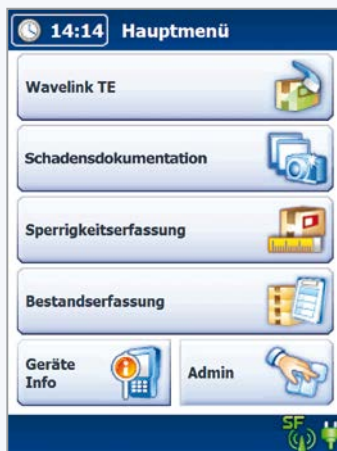 14:14 Hauptmenü
Wavelink TE
Schadensdokumentation
Sperrigkeitserfassung
Bestandserfassung
Geräte
Info
Admin
SF